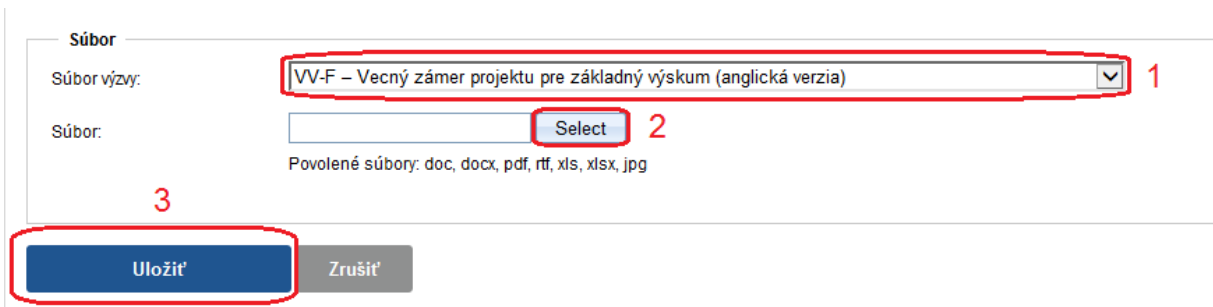 Súbor
Súbor výzvy: VV-F – Vecný zámer projektu pre základný výskum (anglická verzia) 1
Súbor: Select 2
Povolené súbory: doc, docx, pdf, rtf, xls, xlsx, jpg
3
Uložiť Zrušiť